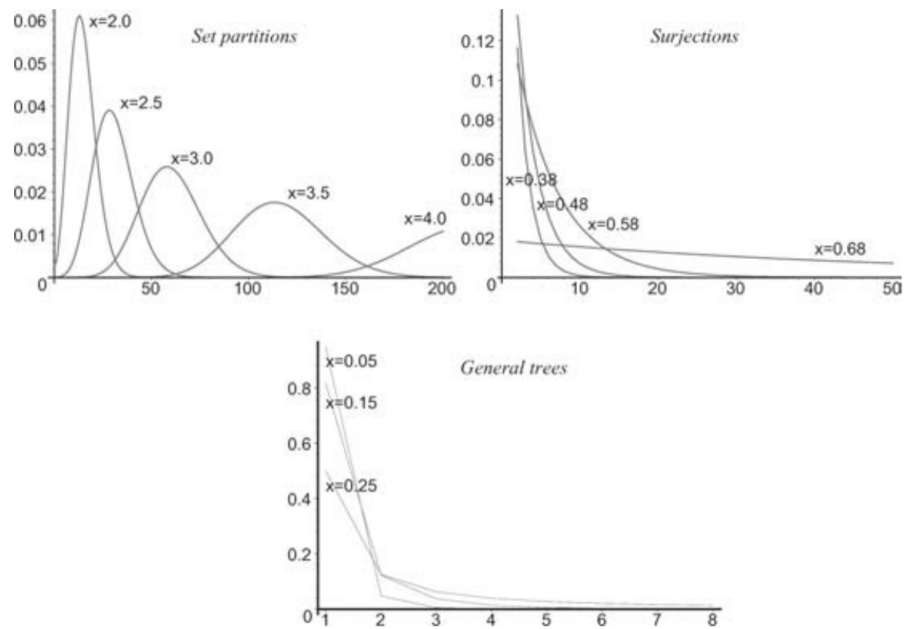 Set partitions
0.06
0.05
0.04
0.03
0.02
0.01
0
x=2.0
x=2.5
x=3.0
x=3.5
x=4.0
50
100
150
200
Surjections
0.12
0.1
0.08
0.06
0.04
0.02
0
x=0.38
x=0.48
x=0.58
x=0.68
10
20
30
40
50
General trees
0.8
0.6
0.4
0.2
0
x=0.05
x=0.15
x=0.25
1 2 3 4 5 6 7 8